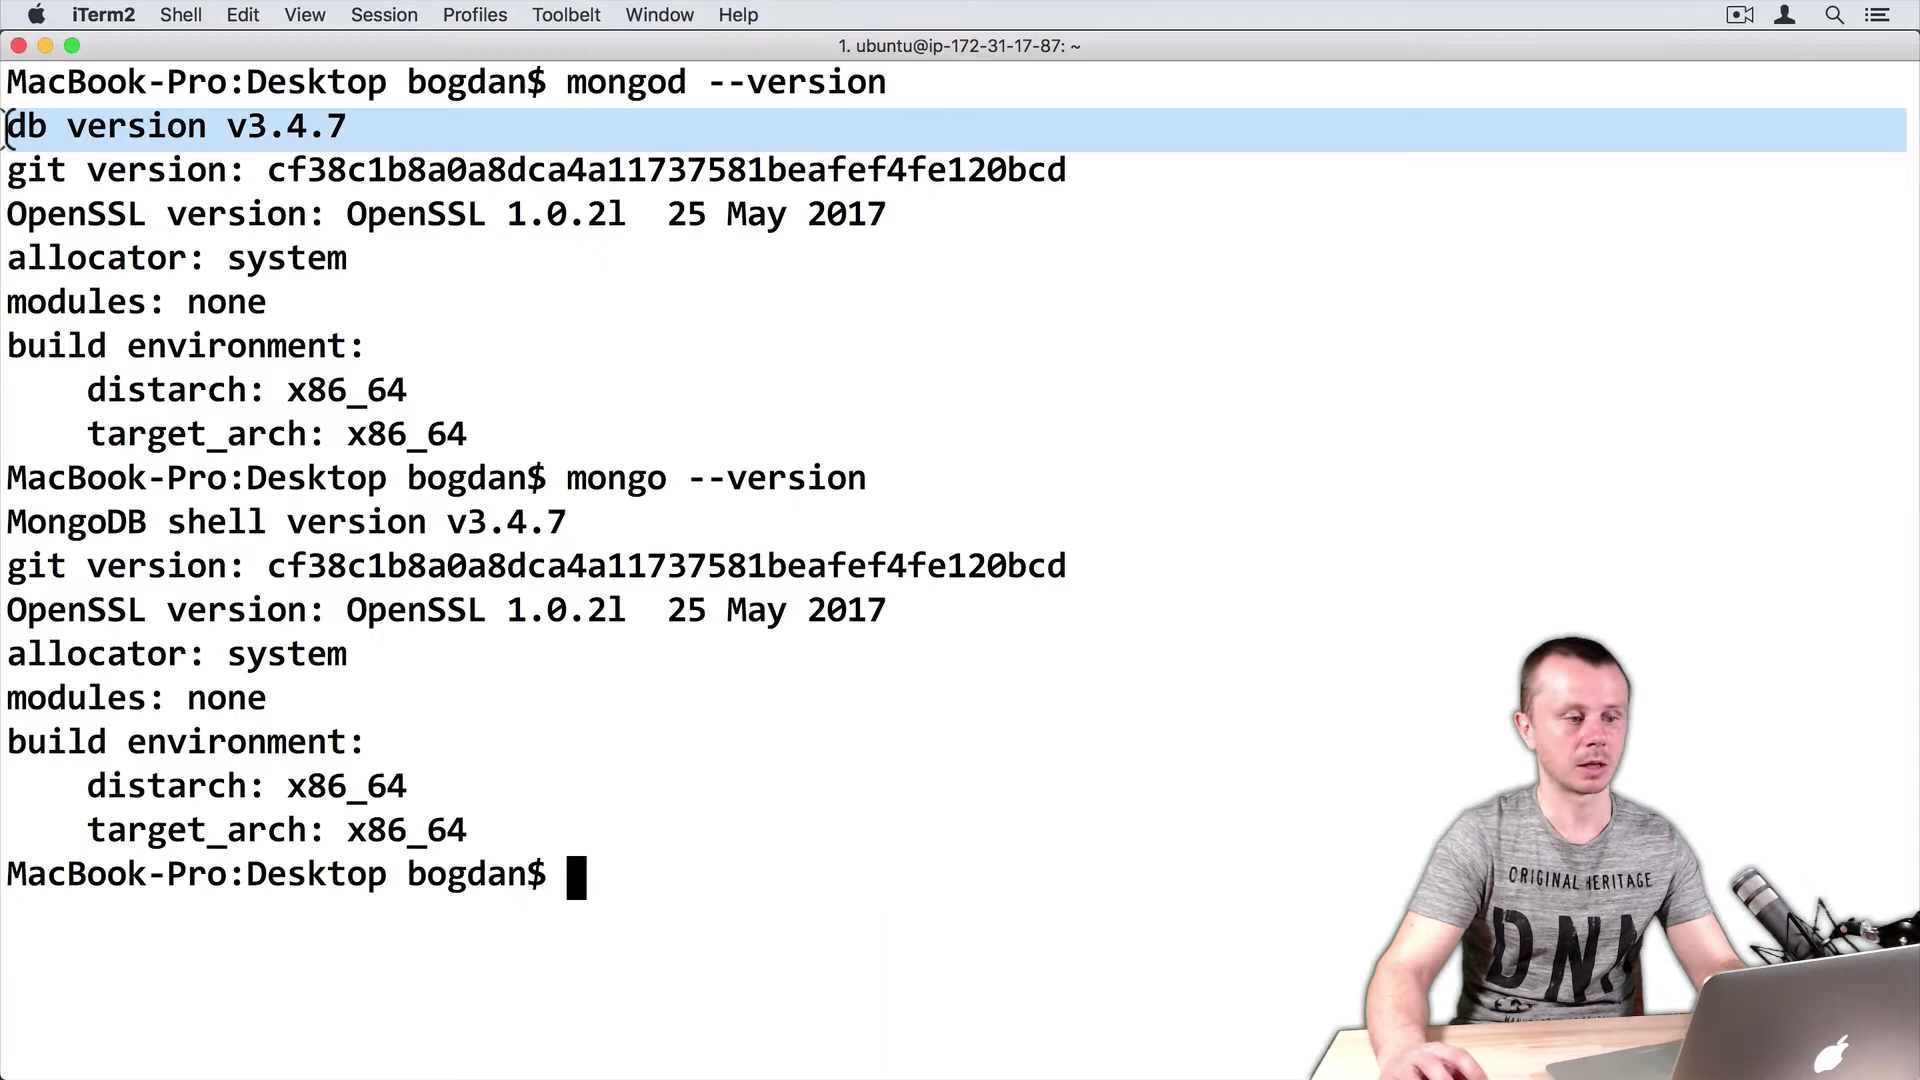 iTerm2 Shell Edit View Session Profiles Toolbelt Window Help
1. ubuntu@ip-172-31-17-87: ~
MacBook-Pro:Desktop bogdan$ mongod --version
db version v3.4.7
git version: cf38c1b8a0a8dca4a11737581beafef4fe120bcd
OpenSSL version: OpenSSL 1.0.2l  25 May 2017
allocator: system
modules: none
build environment:
    distarch: x86_64
    target_arch: x86_64
MacBook-Pro:Desktop bogdan$ mongo --version
MongoDB shell version v3.4.7
git version: cf38c1b8a0a8dca4a11737581beafef4fe120bcd
OpenSSL version: OpenSSL 1.0.2l  25 May 2017
allocator: system
modules: none
build environment:
    distarch: x86_64
    target_arch: x86_64
MacBook-Pro:Desktop bogdan$
ORIGINAL HERITAGE